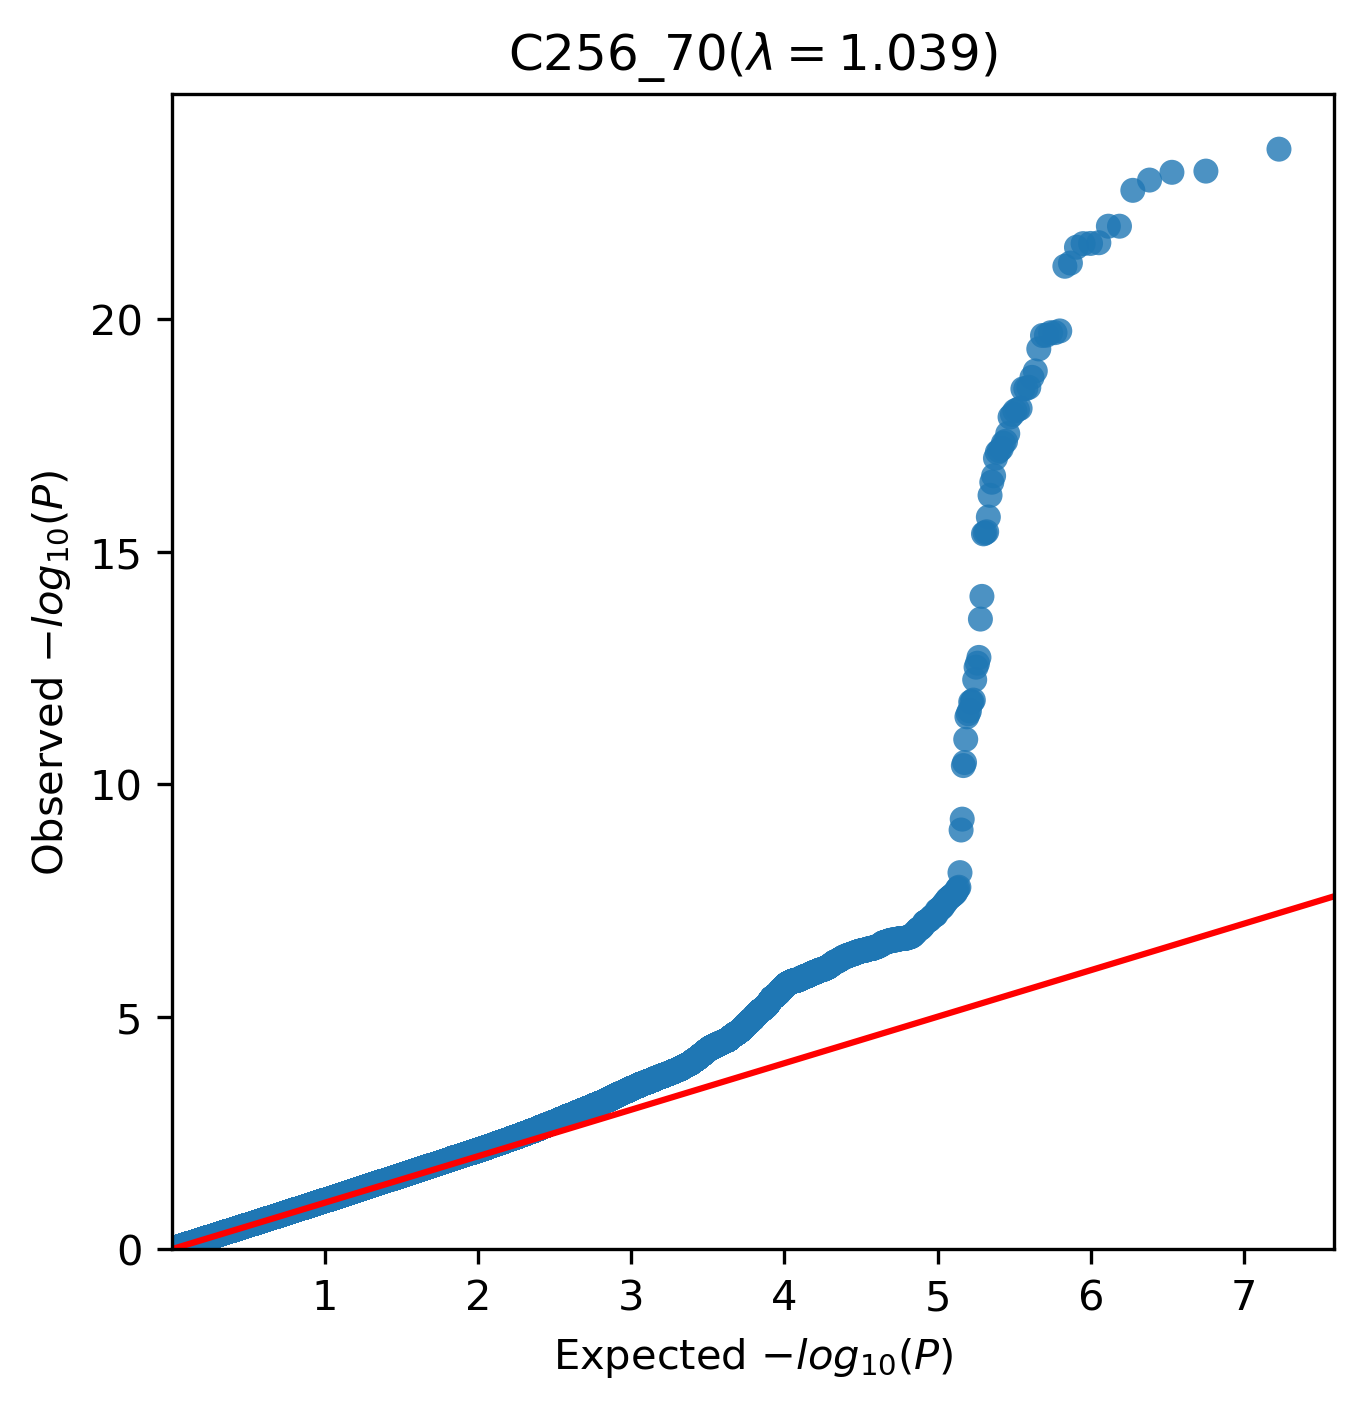 C256_70(λ = 1.039)
Observed −log₁₀(P)
20
15
10
5
0
1 2 3 4 5 6 7
Expected −log₁₀(P)